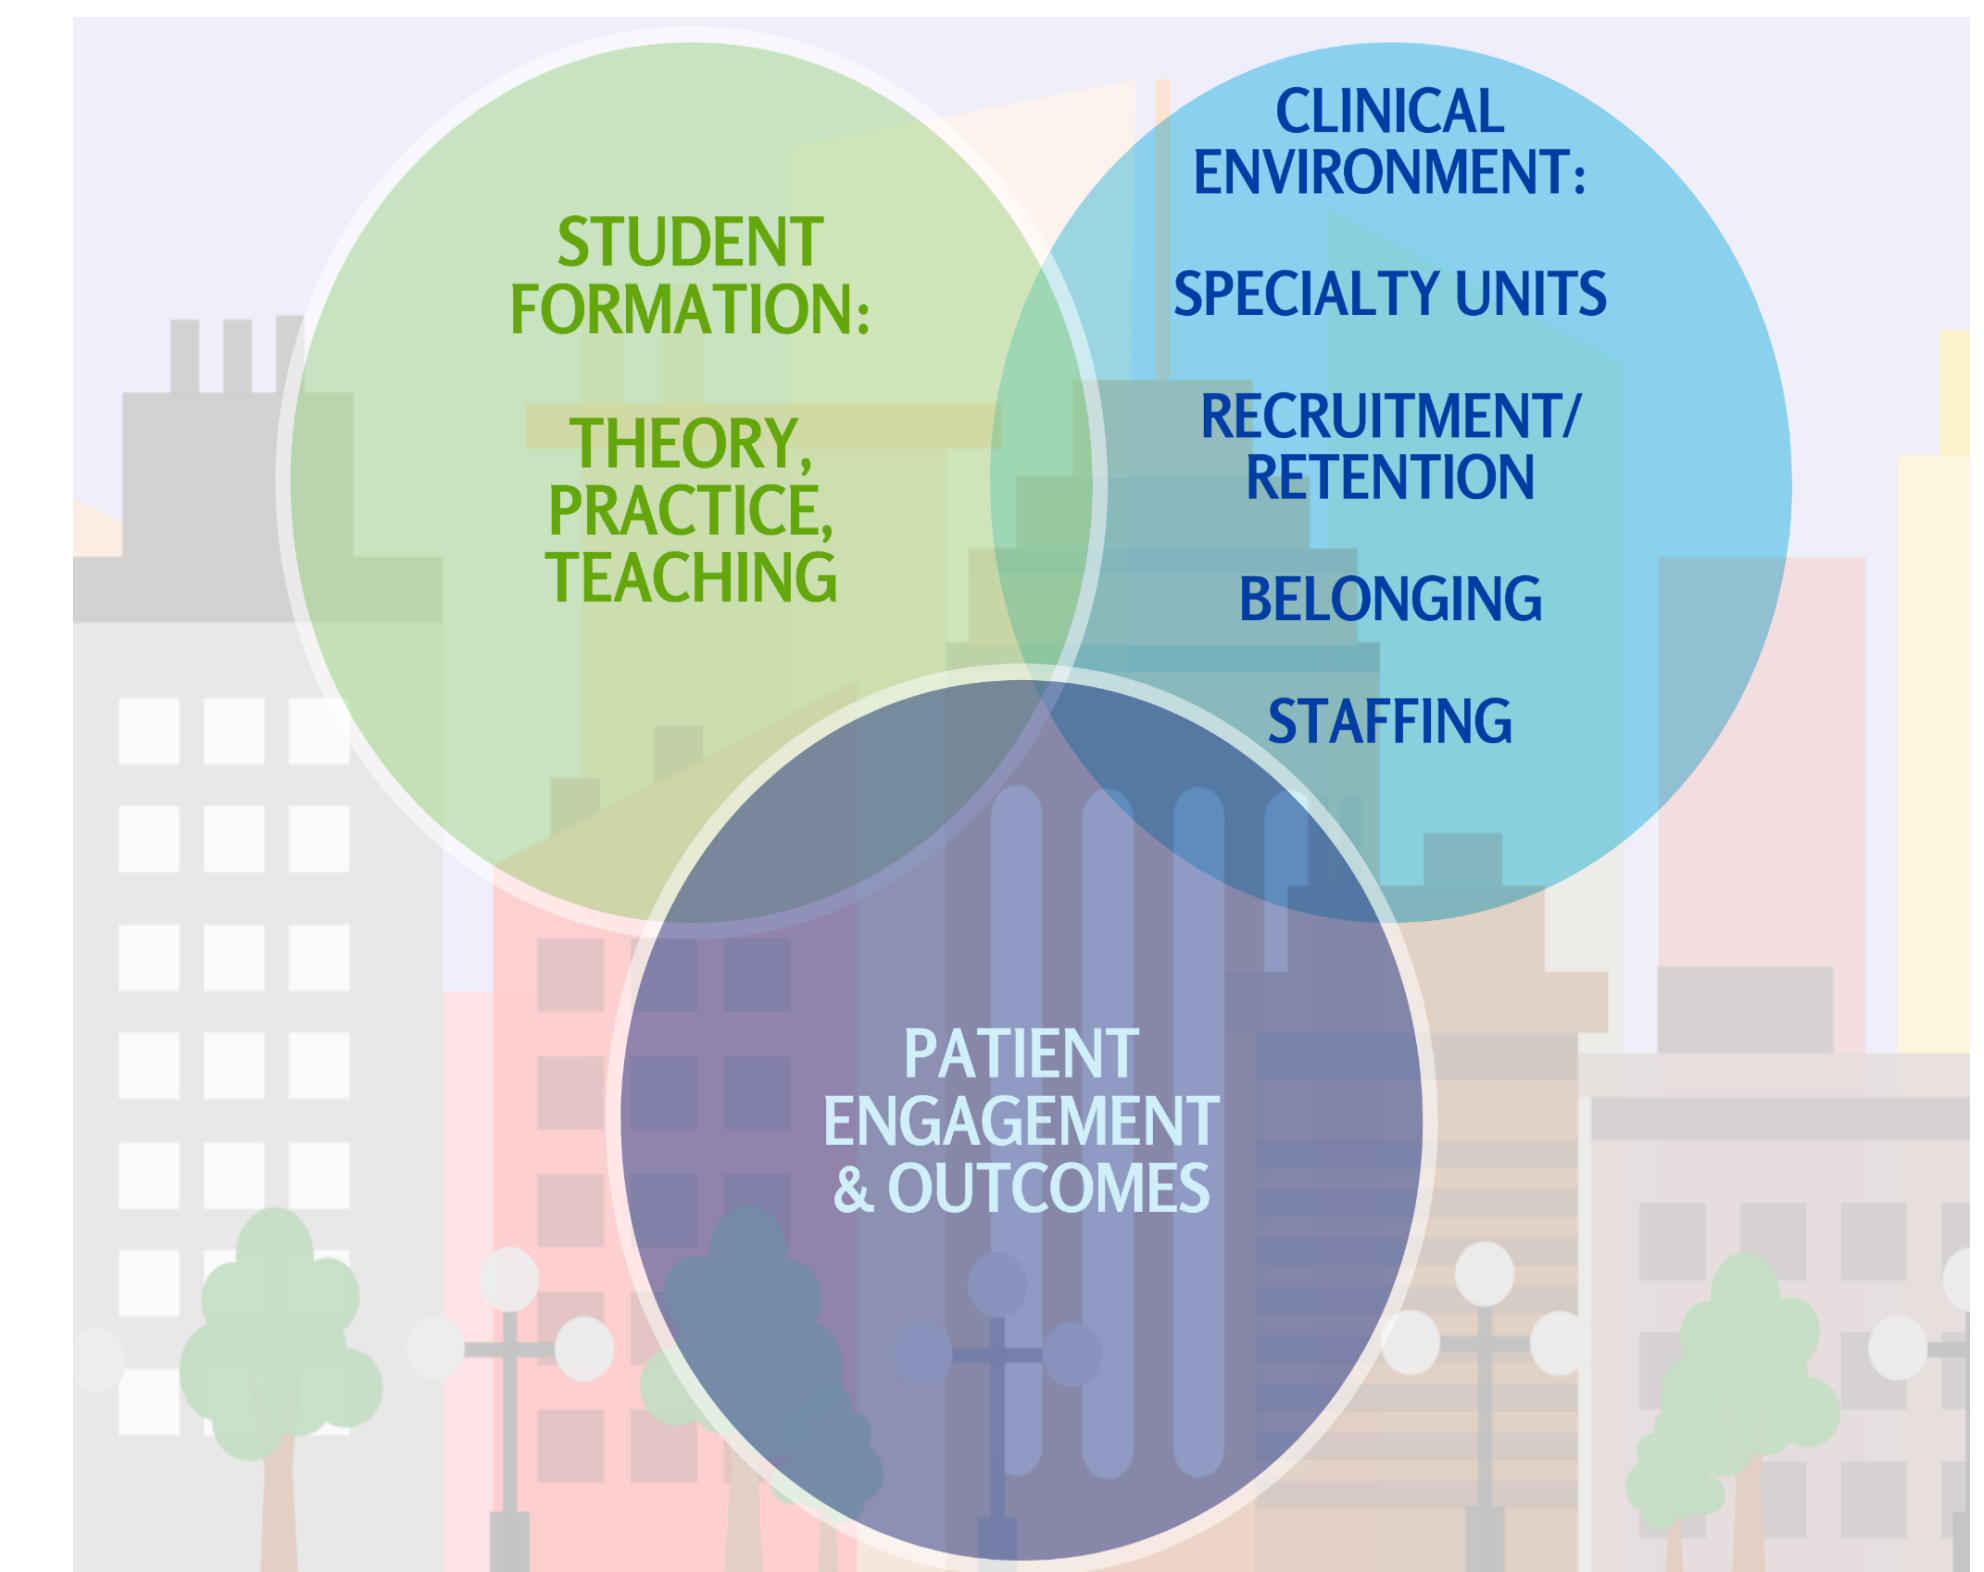 STUDENT
FORMATION:
THEORY,
PRACTICE,
TEACHING
CLINICAL
ENVIRONMENT:
SPECIALTY UNITS
RECRUITMENT/
RETENTION
BELONGING
STAFFING
PATIENT
ENGAGEMENT
& OUTCOMES